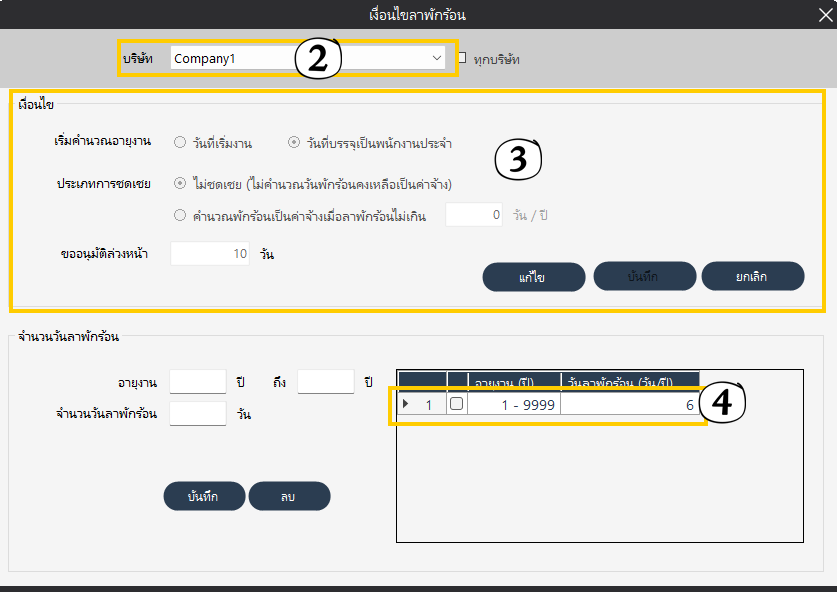 เงื่อนไขลาพักร้อน
บริษัท Company1 2 ทุกบริษัท
เงื่อนไข
เริ่มคำนวณอายุงาน วันที่เริ่มงาน วันที่บรรจุเป็นพนักงานประจำ 3
ประเภทการชดเชย ไม่ชดเชย (ไม่คำนวณวันพักร้อนคงเหลือเป็นค่าจ้าง)
คำนวณพักร้อนเป็นค่าจ้างเมื่อลาพักร้อนไม่เกิน 0 วัน / ปี
ขออนุมัติล่วงหน้า 10 วัน
แก้ไข บันทึก ยกเลิก
จำนวนวันลาพักร้อน
อายุงาน ปี ถึง ปี
อายุงาน (ปี) วันลาพักร้อน (วัน/ปี)
1 1 - 9999 6 4
จำนวนวันลาพักร้อน วัน
บันทึก ลบ